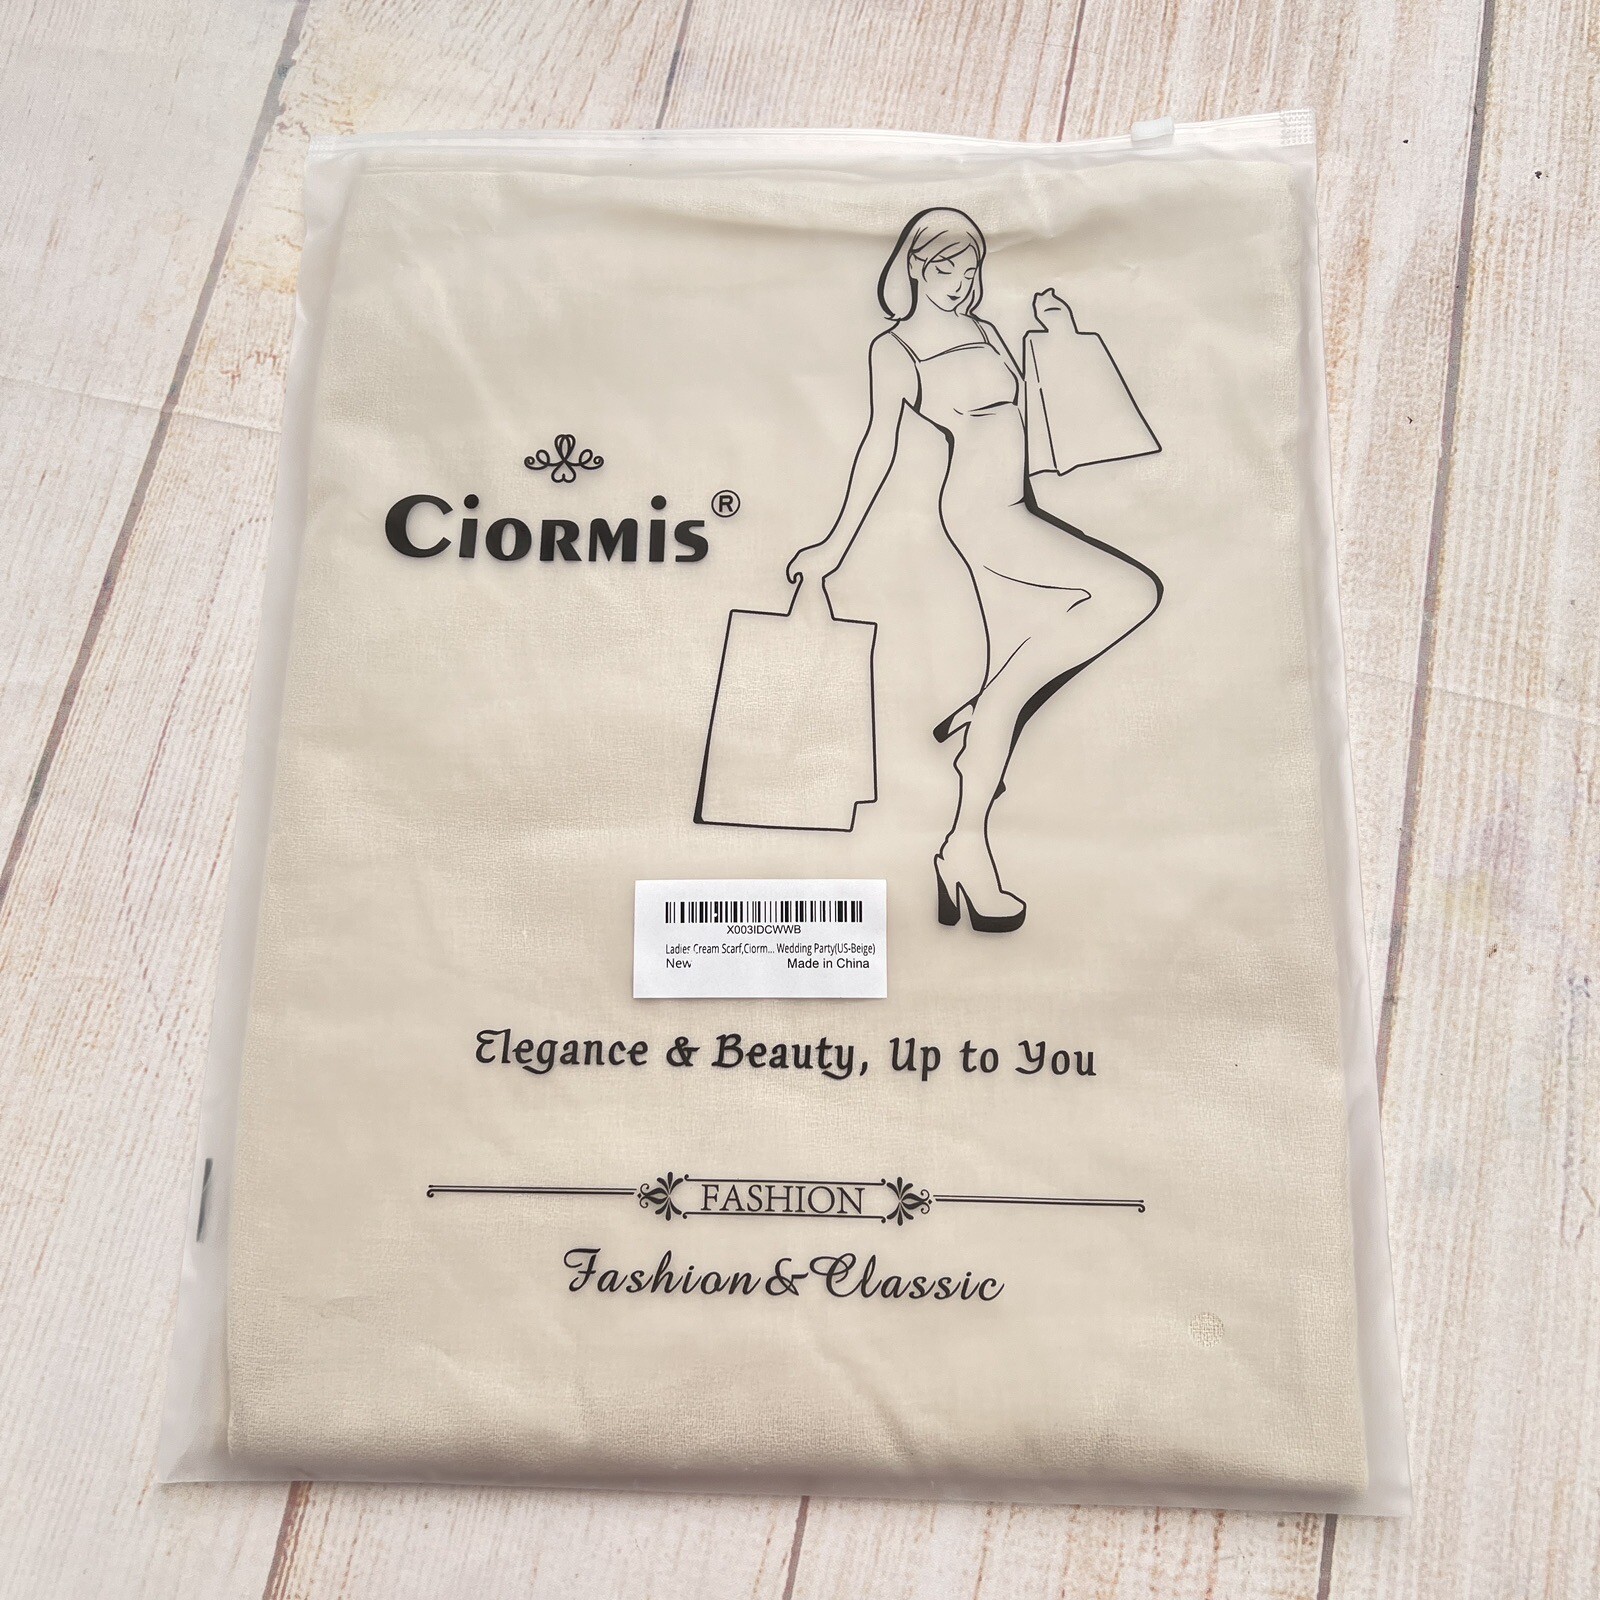 Ciormis®
X003IDCWWB
Ladies Cream Scarf,Ciorm... Wedding Party(US-Beige)
New Made in China
Elegance & Beauty, Up to You
FASHION
Fashion&Classic